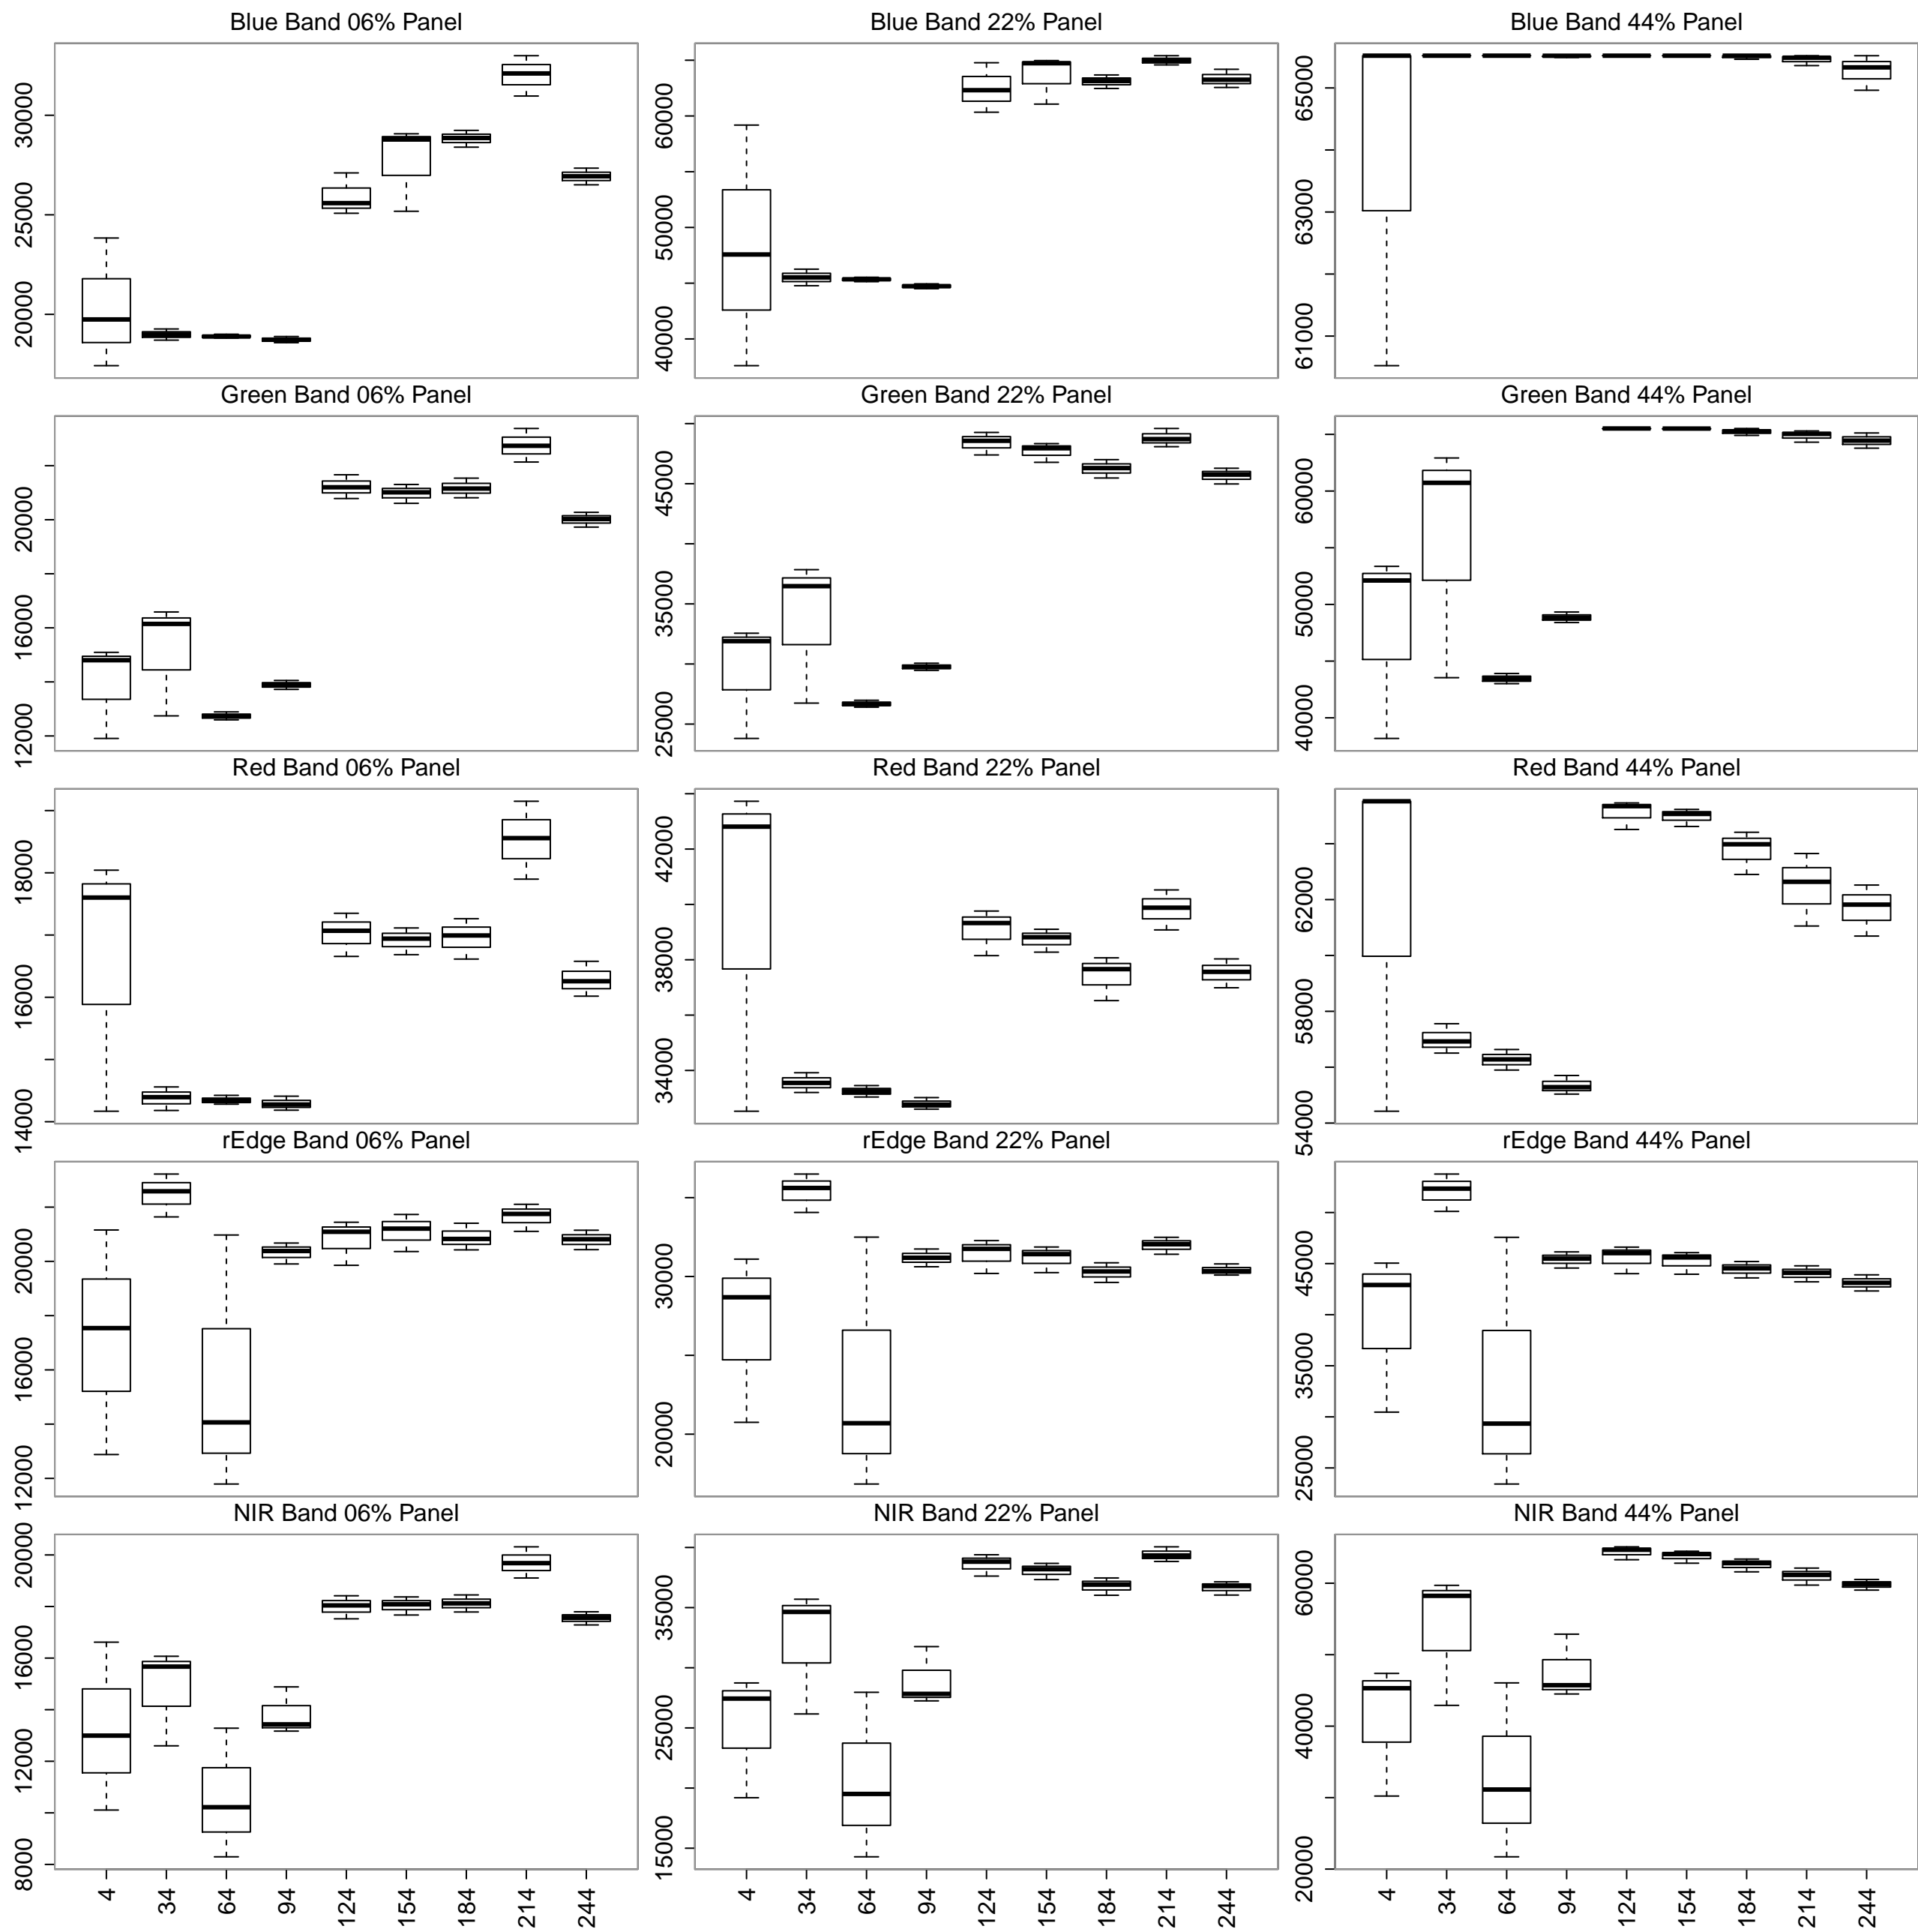 Blue Band 06% Panel
20000 25000 30000
Blue Band 22% Panel
40000 50000 60000
Blue Band 44% Panel
61000 63000 65000
Green Band 06% Panel
12000 16000 20000
Green Band 22% Panel
25000 35000 45000
Green Band 44% Panel
40000 50000 60000
Red Band 06% Panel
14000 16000 18000
Red Band 22% Panel
34000 38000 42000
Red Band 44% Panel
54000 58000 62000
rEdge Band 06% Panel
12000 16000 20000
rEdge Band 22% Panel
20000 30000
rEdge Band 44% Panel
25000 35000 45000
NIR Band 06% Panel
8000 12000 16000 20000
NIR Band 22% Panel
15000 25000 35000
NIR Band 44% Panel
20000 40000 60000
4 34 64 94 124 154 184 214 244
4 34 64 94 124 154 184 214 244
4 34 64 94 124 154 184 214 244